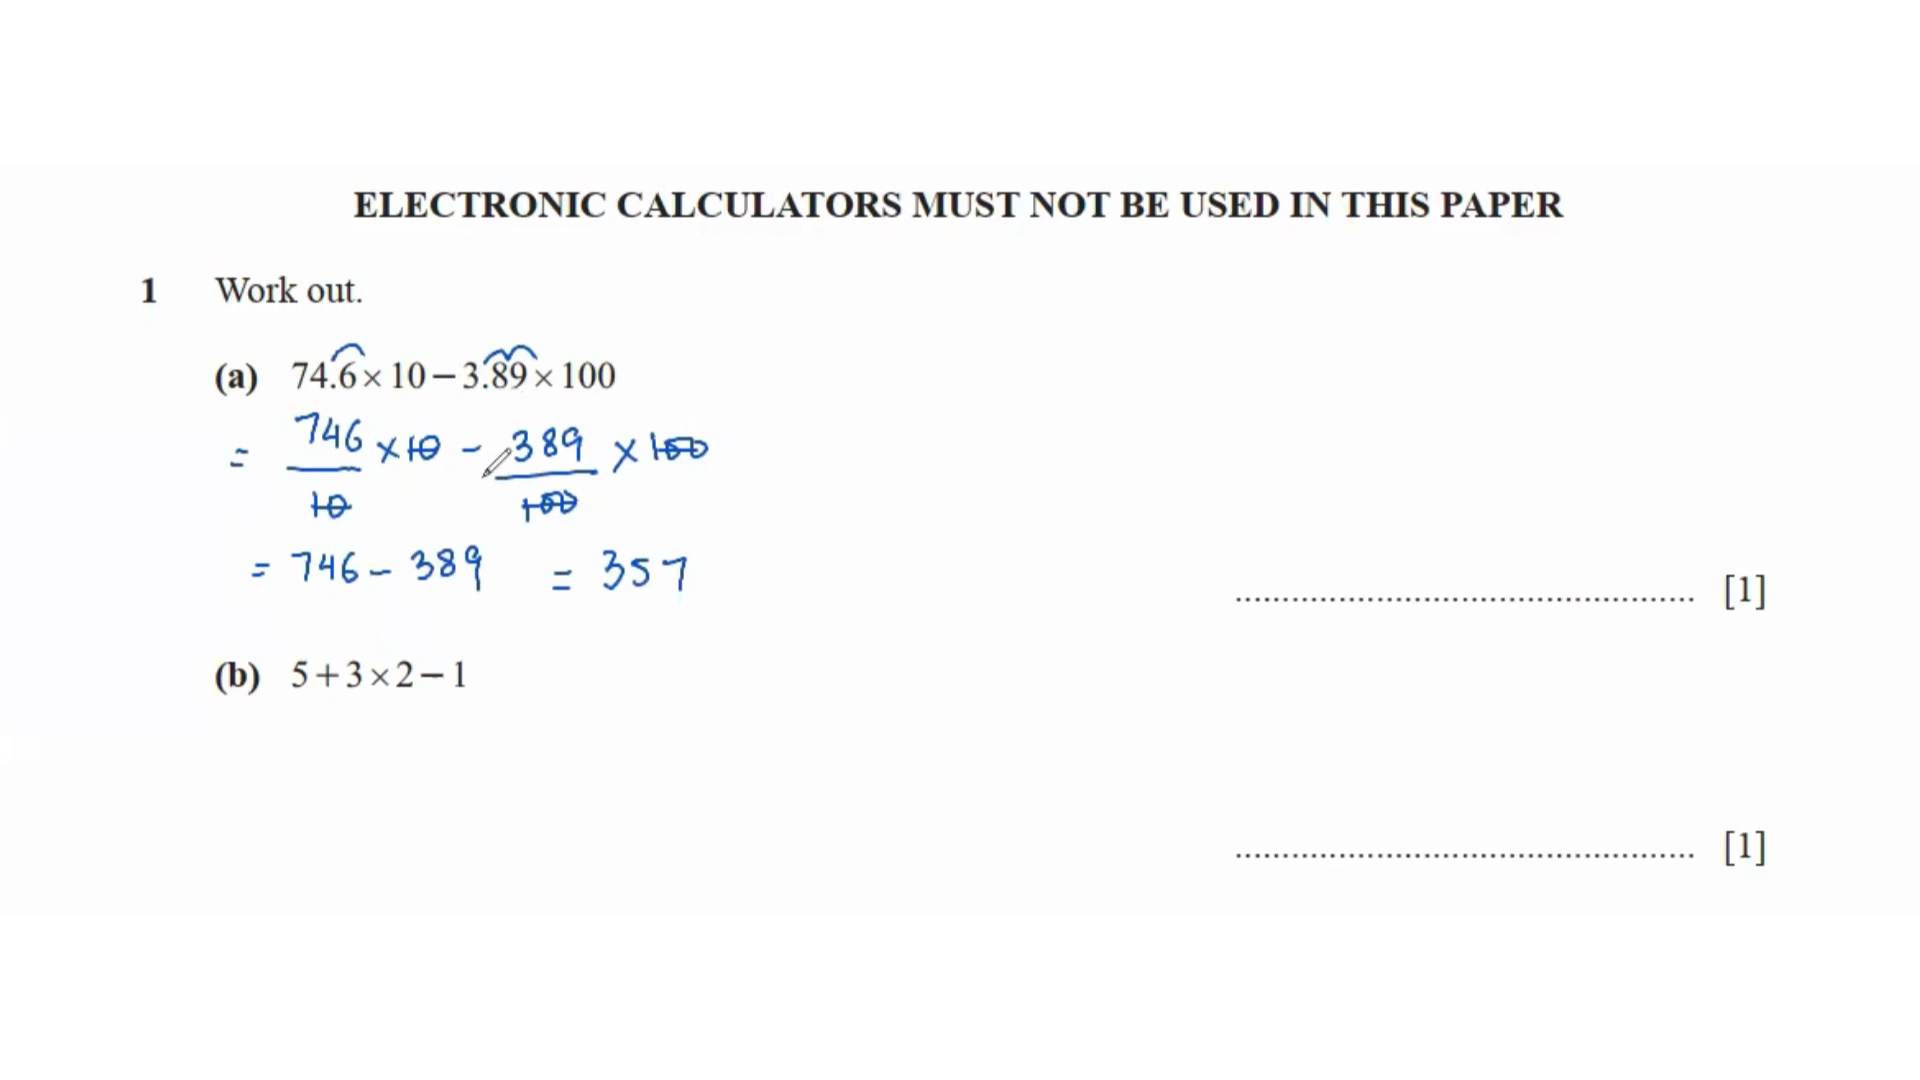 ELECTRONIC CALCULATORS MUST NOT BE USED IN THIS PAPER
1 Work out.
(a) 74.6 × 10 − 3.89 × 100
= 746/10 × 10 − 389/100 × 100
= 746 − 389 = 357
.................................................. [1]
(b) 5 + 3 × 2 − 1
.................................................. [1]